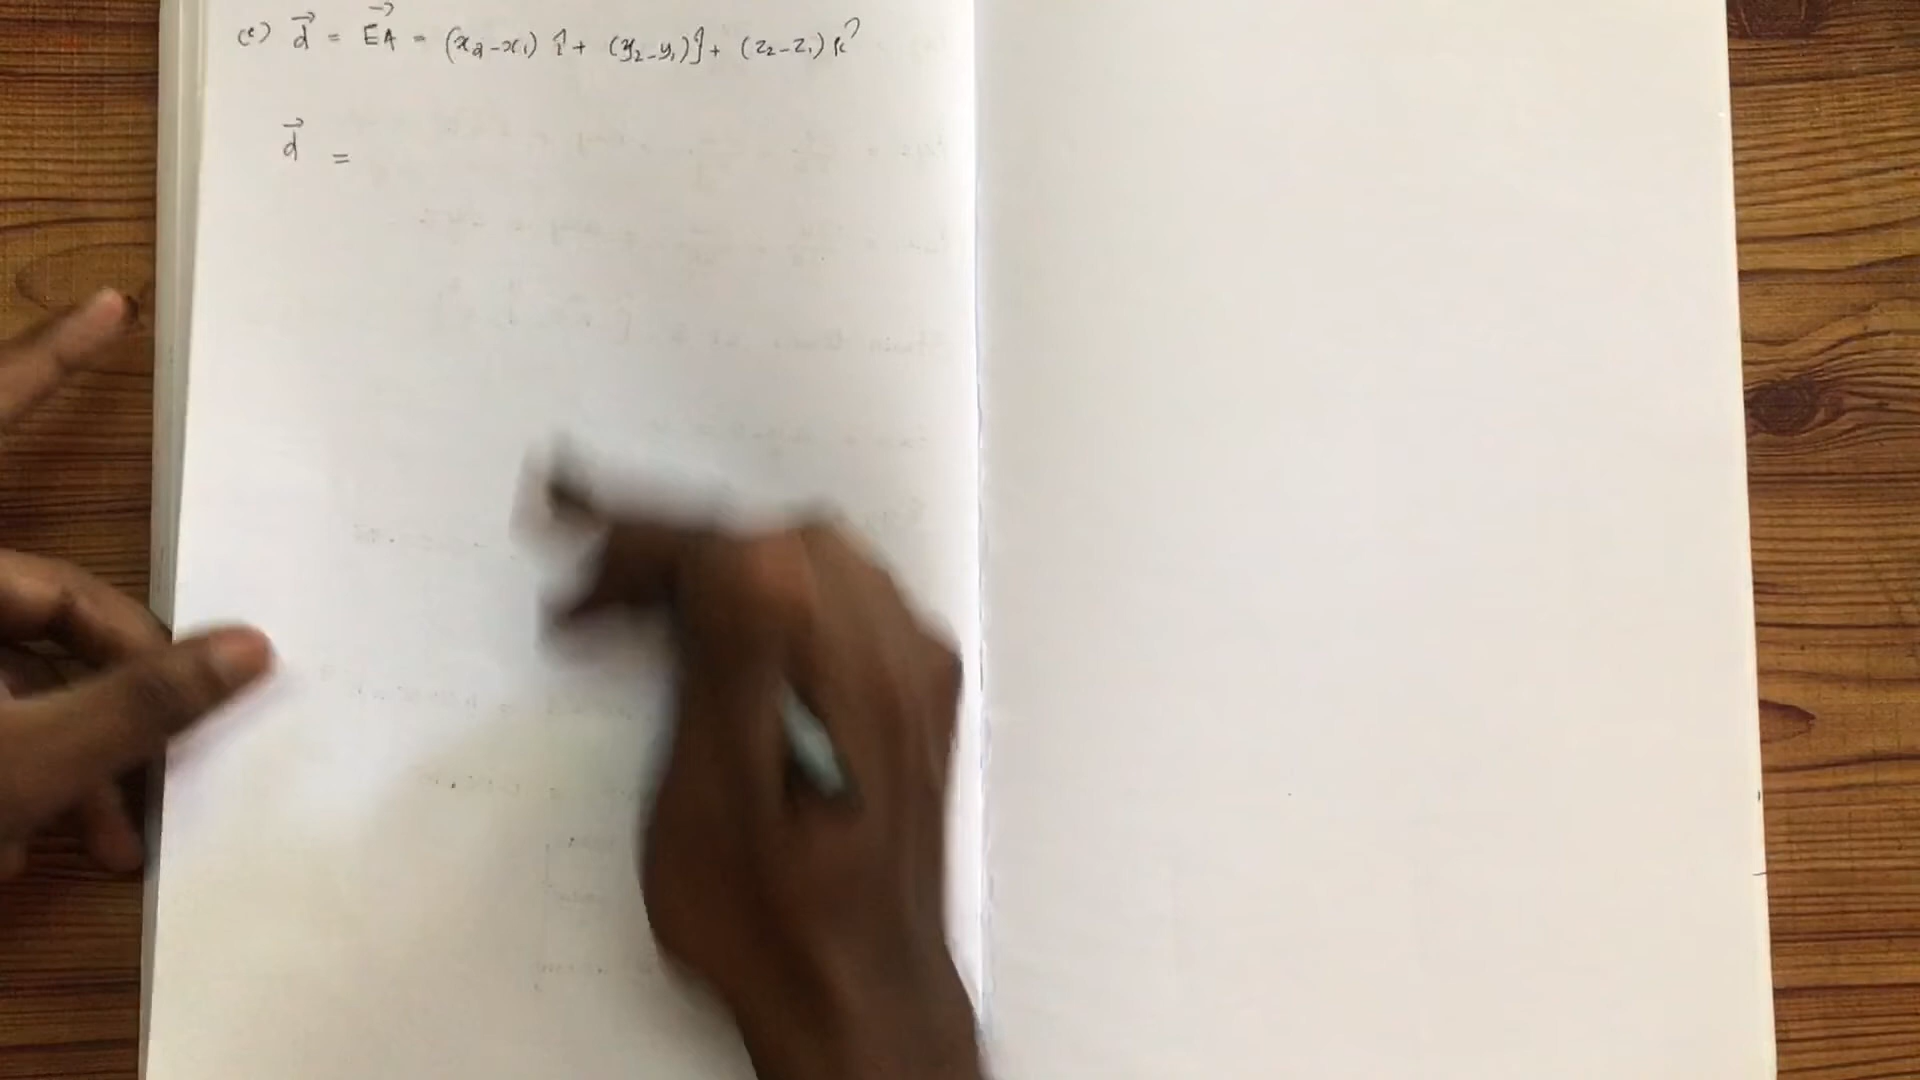 (e) d⃗ = EA⃗ = (x₂-x₁) î + (y₂-y₁)ĵ + (z₂-z₁) k̂
d⃗ =